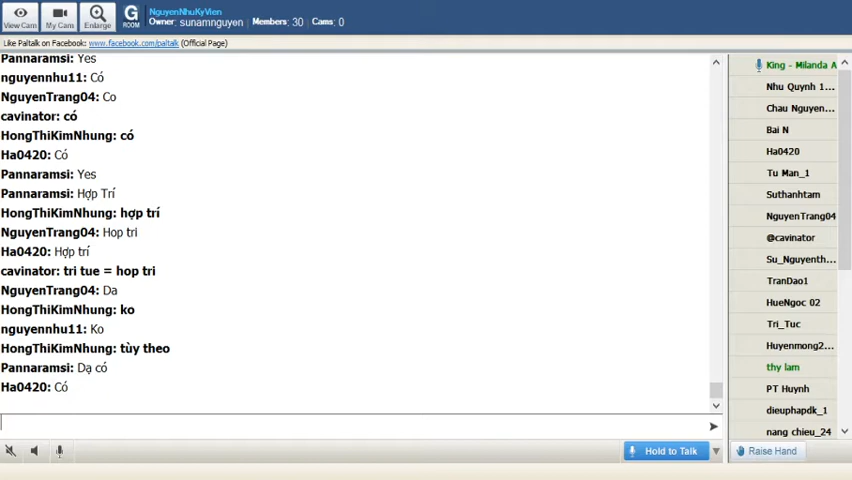 View Cam
My Cam
Enlarge
G
ROOM
NguyenNhuKyVien
Owner: sunamnguyen Members: 30 Cams: 0
Like Paltalk on Facebook: www.facebook.com/paltalk (Official Page)
Pannaramsi: Yes
nguyennhu11: Có
NguyenTrang04: Co
cavinator: có
HongThiKimNhung: có
Ha0420: Có
Pannaramsi: Yes
Pannaramsi: Hợp Trí
HongThiKimNhung: hợp trí
NguyenTrang04: Hop tri
Ha0420: Hợp trí
cavinator: tri tue = hop tri
NguyenTrang04: Da
HongThiKimNhung: ko
nguyennhu11: Ko
HongThiKimNhung: tùy theo
Pannaramsi: Dạ có
Ha0420: Có
King - Milanda A
Nhu Quynh 1...
Chau Nguyen...
Bai N
Ha0420
Tu Man_1
Suthanhtam
NguyenTrang04
@cavinator
Su_Nguyenth...
TranDao1
HueNgoc 02
Tri_Tuc
Huyenmong2...
thy lam
PT Huynh
dieuphapdk_1
nang chieu_24
Hold to Talk
Raise Hand